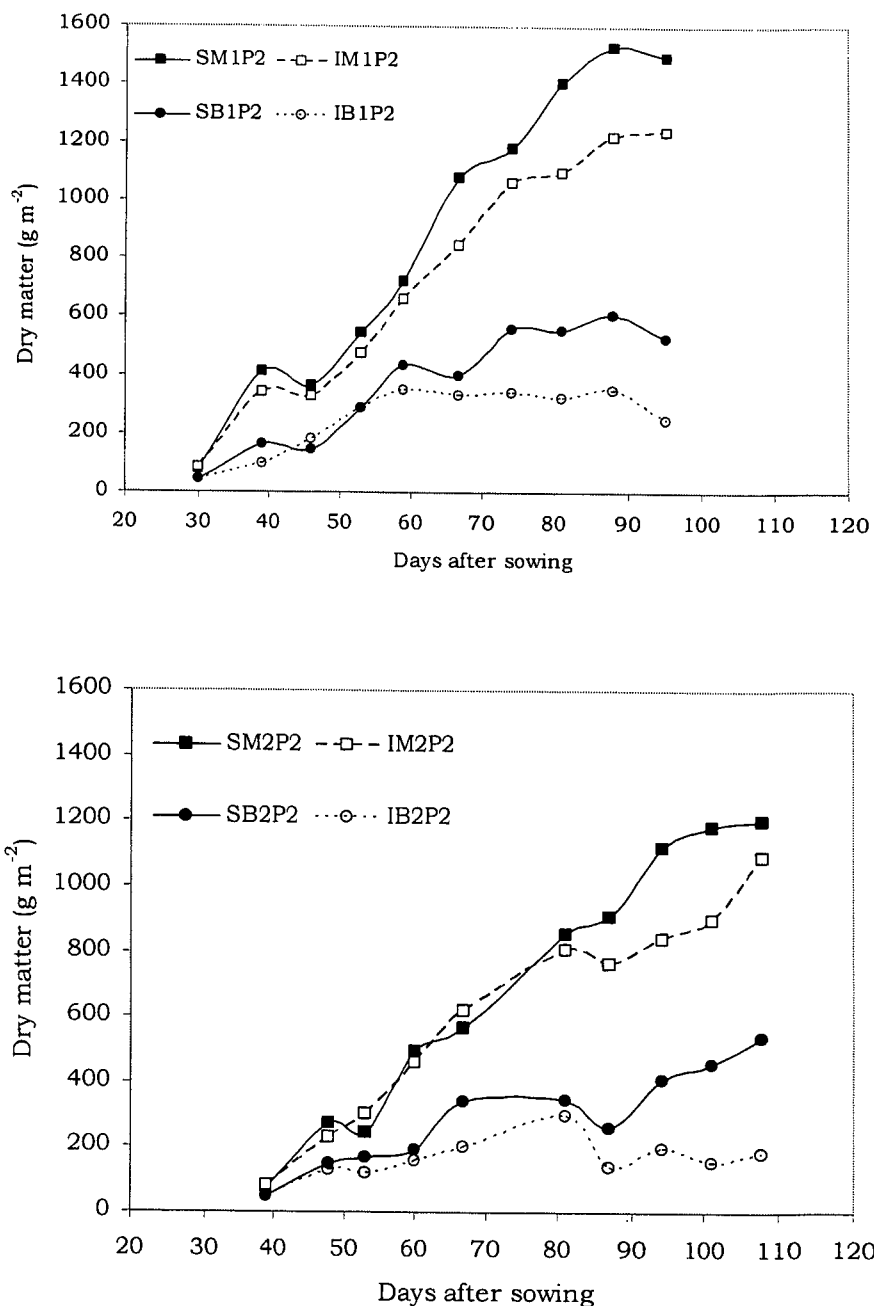 1600
SM1P2 IM1P2
1400
SB1P2 IB1P2
1200
1000
800
600
400
200
0
Dry matter (g m-2)
20 30 40 50 60 70 80 90 100 110 120
Days after sowing
1600
SM2P2 IM2P2
1400
SB2P2 IB2P2
1200
1000
800
600
400
200
0
Dry matter (g m-2)
20 30 40 50 60 70 80 90 100 110 120
Days after sowing